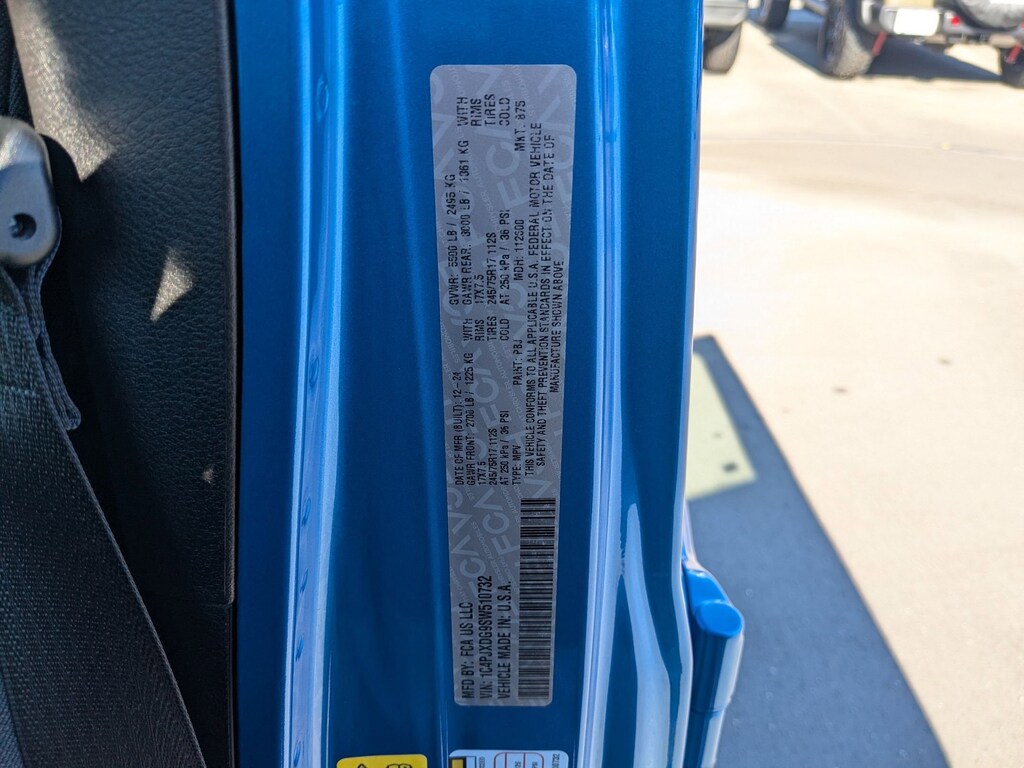 MFD BY: FCA US LLC
VIN: 1C4PJXDG9SW510732
VEHICLE MADE IN: U.S.A.
DATE OF MFR (BUILT): 12-24
GVWR: 5500 LB / 2495 KG
GAWR FRONT: 2700 LB / 1225 KG WITH
GAWR REAR: 3000 LB / 1361 KG WITH
17X7.5 RIMS
17X7.5 RIMS
245/75R17 112S TIRES
245/75R17 112S TIRES
AT 250 kPa / 36 PSI COLD
AT 250 kPa / 36 PSI COLD
TYPE: MPV
PAINT: PBJ
MDH: 112600
MKT: 875
THIS VEHICLE CONFORMS TO ALL APPLICABLE U.S.A. FEDERAL MOTOR VEHICLE
SAFETY AND THEFT PREVENTION STANDARDS IN EFFECT ON THE DATE OF
MANUFACTURE SHOWN ABOVE